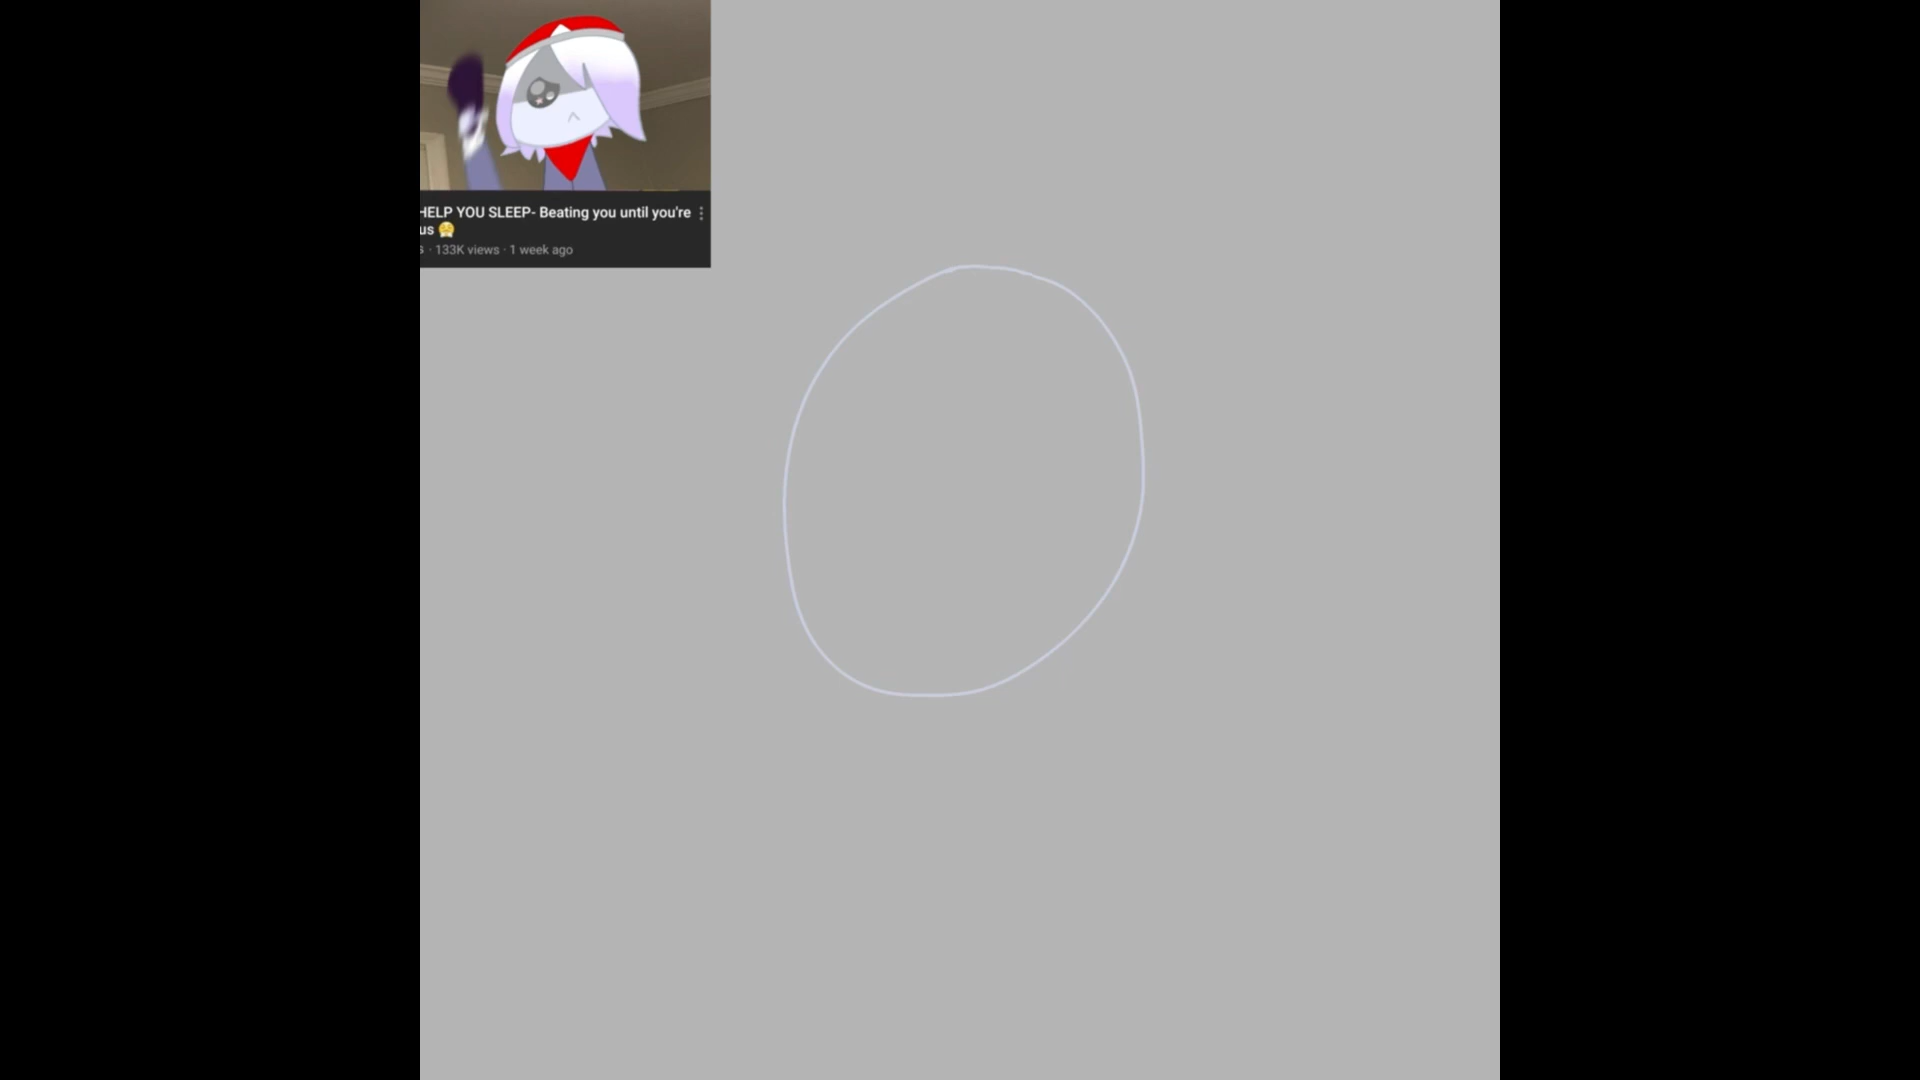 HELP YOU SLEEP- Beating you until you're
us 😤
s · 133K views · 1 week ago